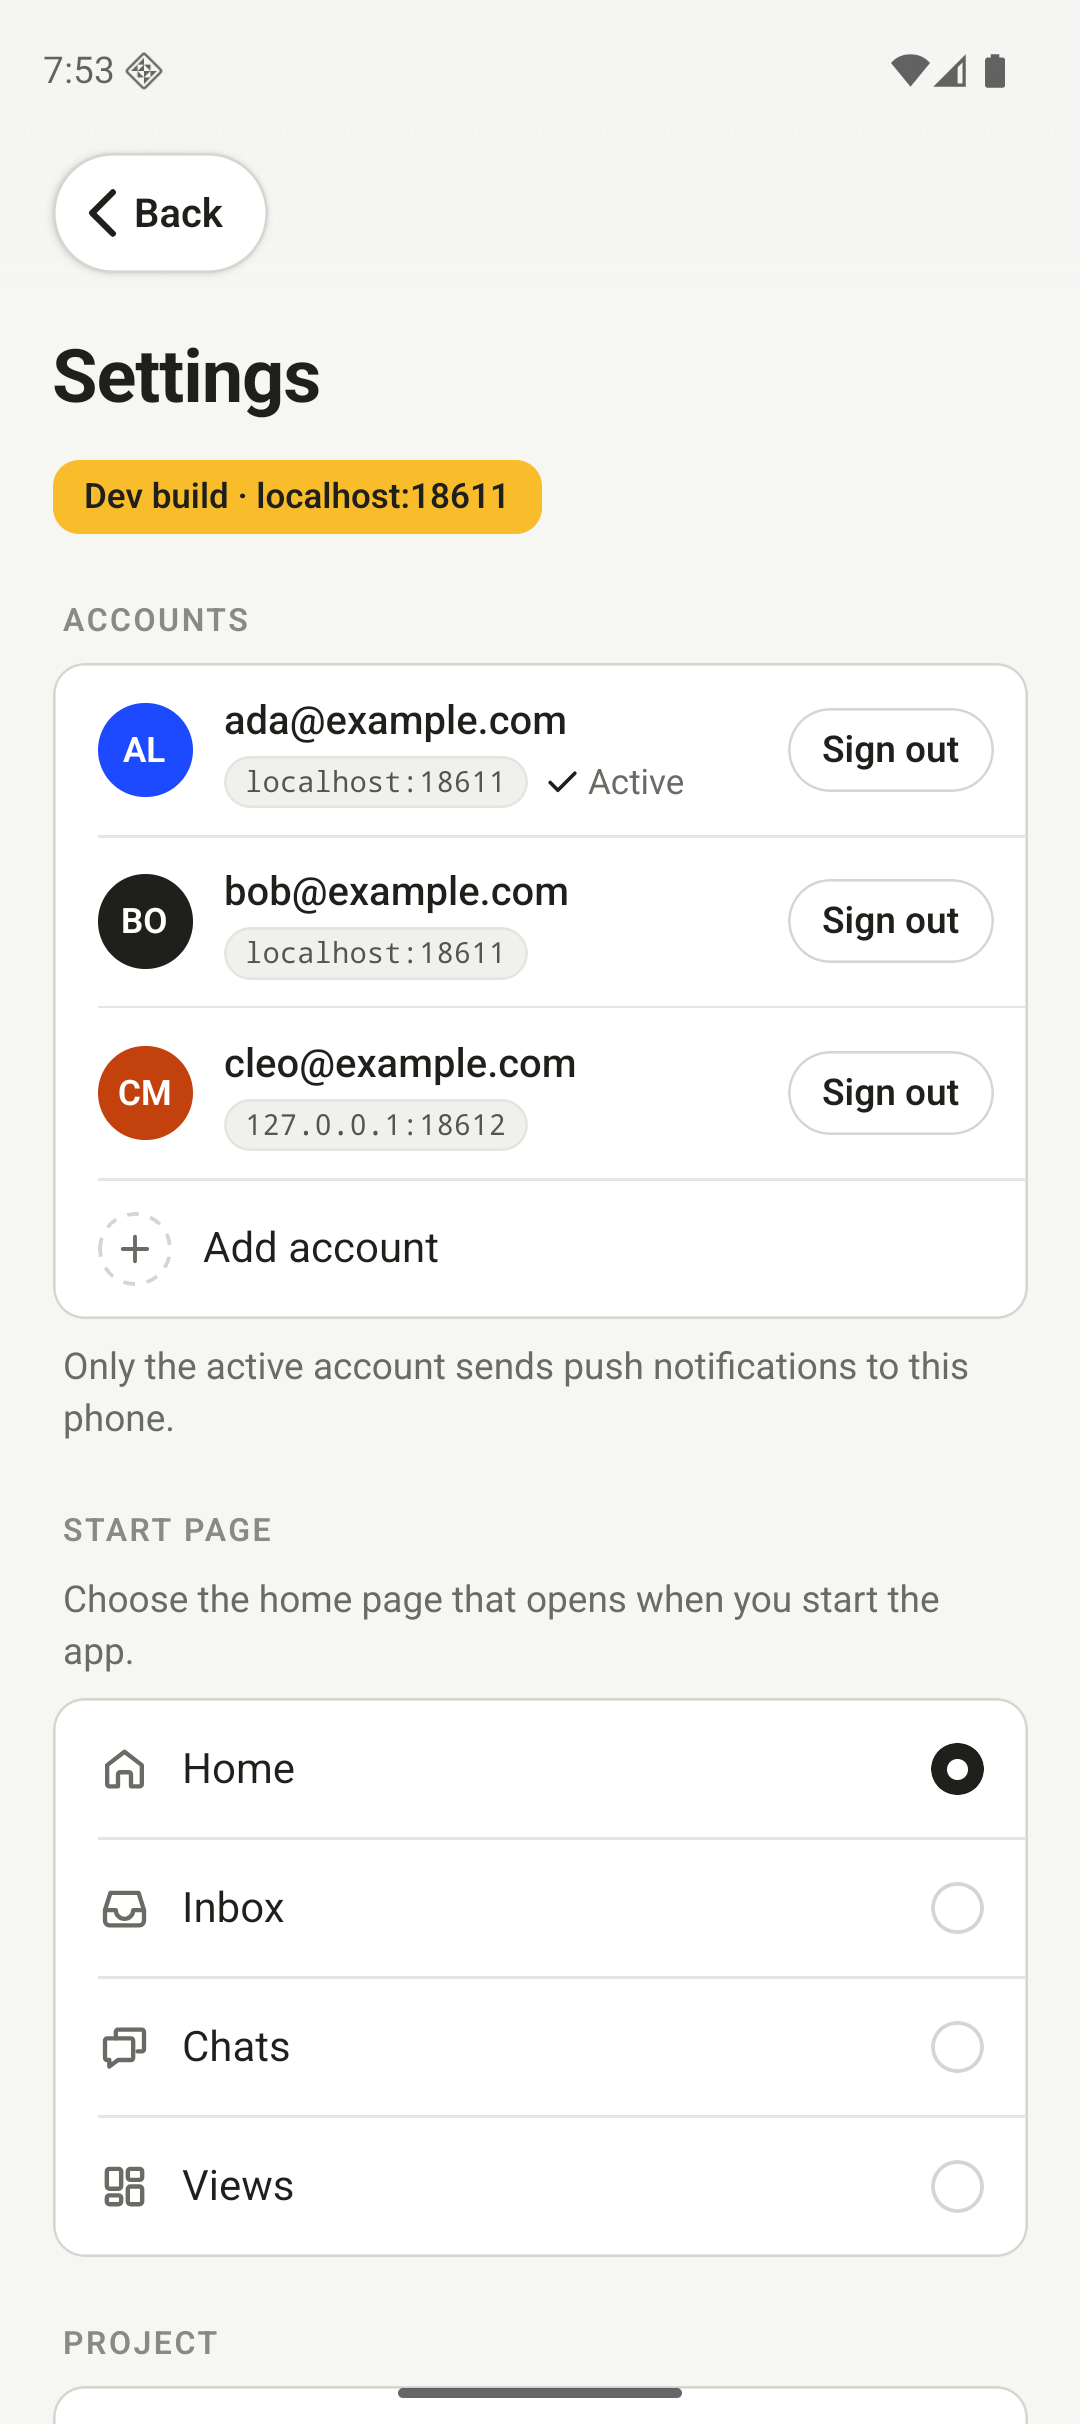 7:53
Back
Settings
Dev build · localhost:18611
ACCOUNTS
AL
ada@example.com
Sign out
localhost:18611
Active
BO
bob@example.com
Sign out
localhost:18611
CM
cleo@example.com
Sign out
127.0.0.1:18612
Add account
Only the active account sends push notifications to this
phone.
START PAGE
Choose the home page that opens when you start the
app.
Home
Inbox
Chats
Views
PROJECT